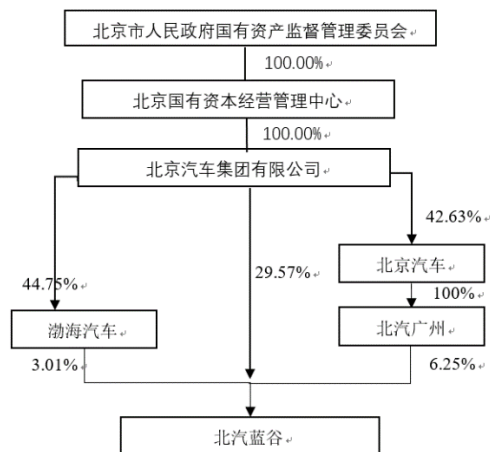 北京市人民政府国有资产监督管理委员会
100.00%
北京国有资本经营管理中心
100.00%
北京汽车集团有限公司
42.63%
29.57%
北京汽车
44.75%
100%
渤海汽车
北汽广州
3.01%
6.25%
北汽蓝谷